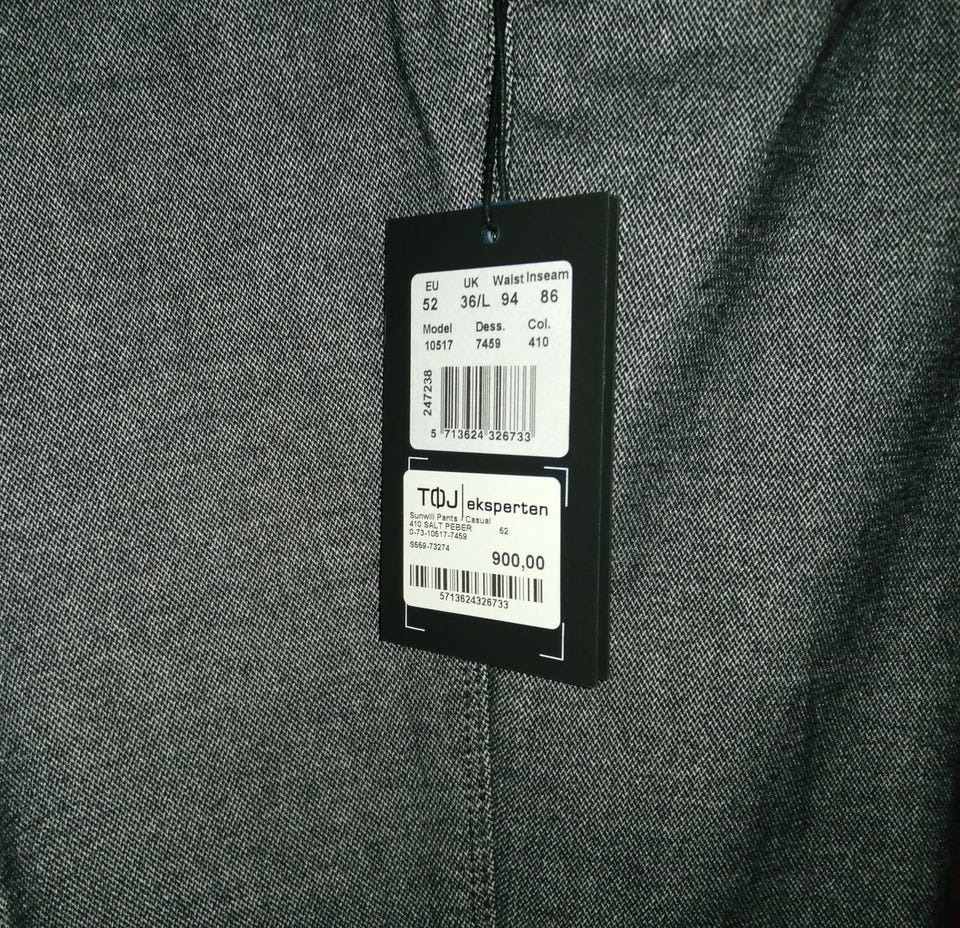 EU UK Waist Inseam
52 36/L 94 86
Model Dess. Col.
10517 7459 410
247238
5 713624 326733
TØJ eksperten
Sunwill Pants - Casual
410 SALT PEBER 52
0-73-10517-7459
S559-73274
900,00
5713624326733